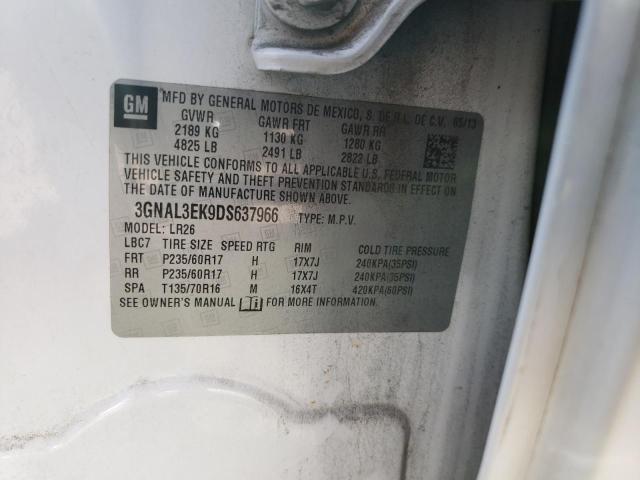 GM
MFD BY GENERAL MOTORS DE MEXICO, S. DE R.L. DE C.V. 05/13
GVWR GAWR FRT GAWR RR
2189 KG 1130 KG 1280 KG
4825 LB 2491 LB 2822 LB
THIS VEHICLE CONFORMS TO ALL APPLICABLE U.S. FEDERAL MOTOR
VEHICLE SAFETY AND THEFT PREVENTION STANDARDS IN EFFECT ON
THE DATE OF MANUFACTURE SHOWN ABOVE.
3GNAL3EK9DS637966 TYPE: M.P.V.
MODEL: LR26
LBC7 TIRE SIZE SPEED RTG RIM COLD TIRE PRESSURE
FRT P235/60R17 H 17X7J 240KPA(35PSI)
RR P235/60R17 H 17X7J 240KPA(35PSI)
SPA T135/70R16 M 16X4T 420KPA(60PSI)
SEE OWNER'S MANUAL FOR MORE INFORMATION.